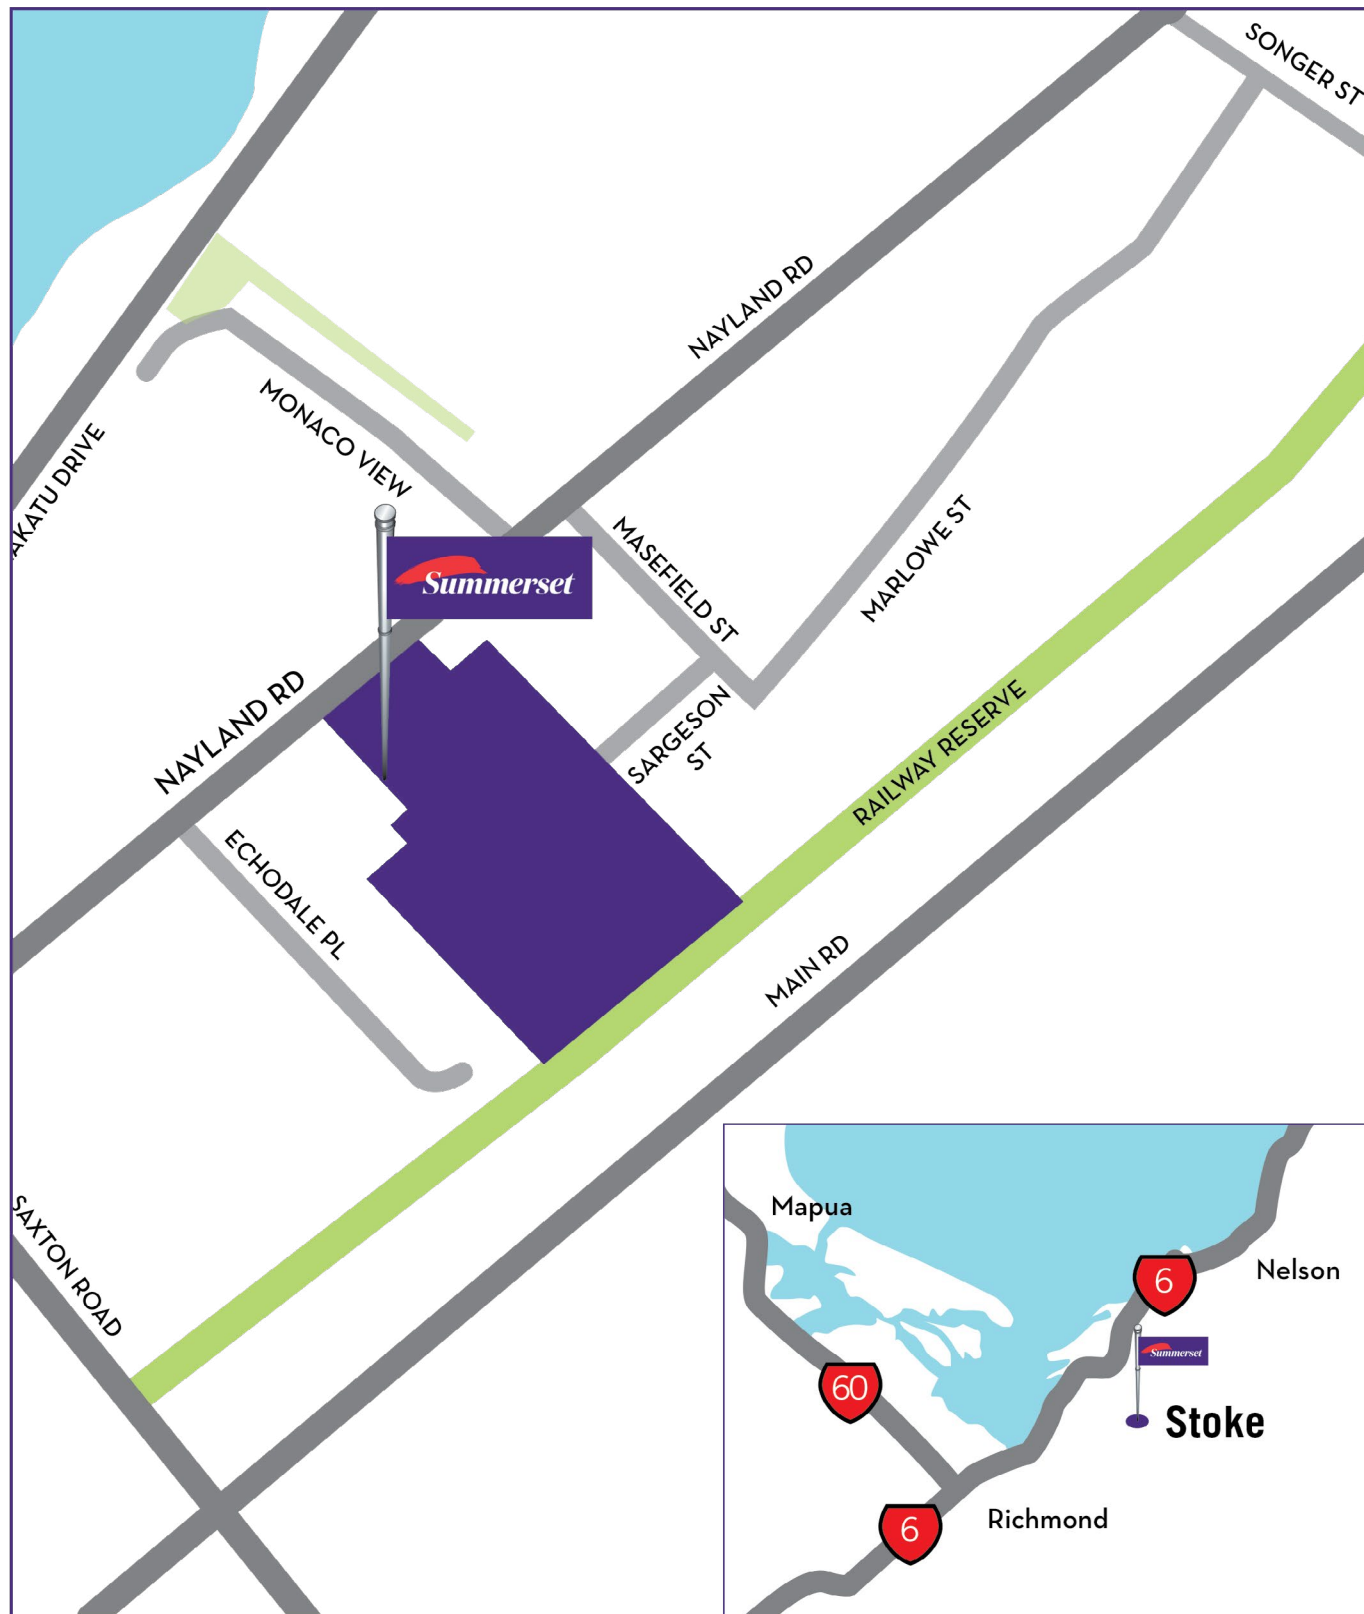 SONGER ST
NAYLAND RD
MONACO VIEW
AKATU DRIVE
MASEFIELD ST
MARLOWE ST
Summerset
NAYLAND RD
SARGESON
ST
RAILWAY RESERVE
ECHODALE PL
MAIN RD
SAXTON ROAD
Mapua
Nelson
6
Summerset
60
Stoke
Richmond
6